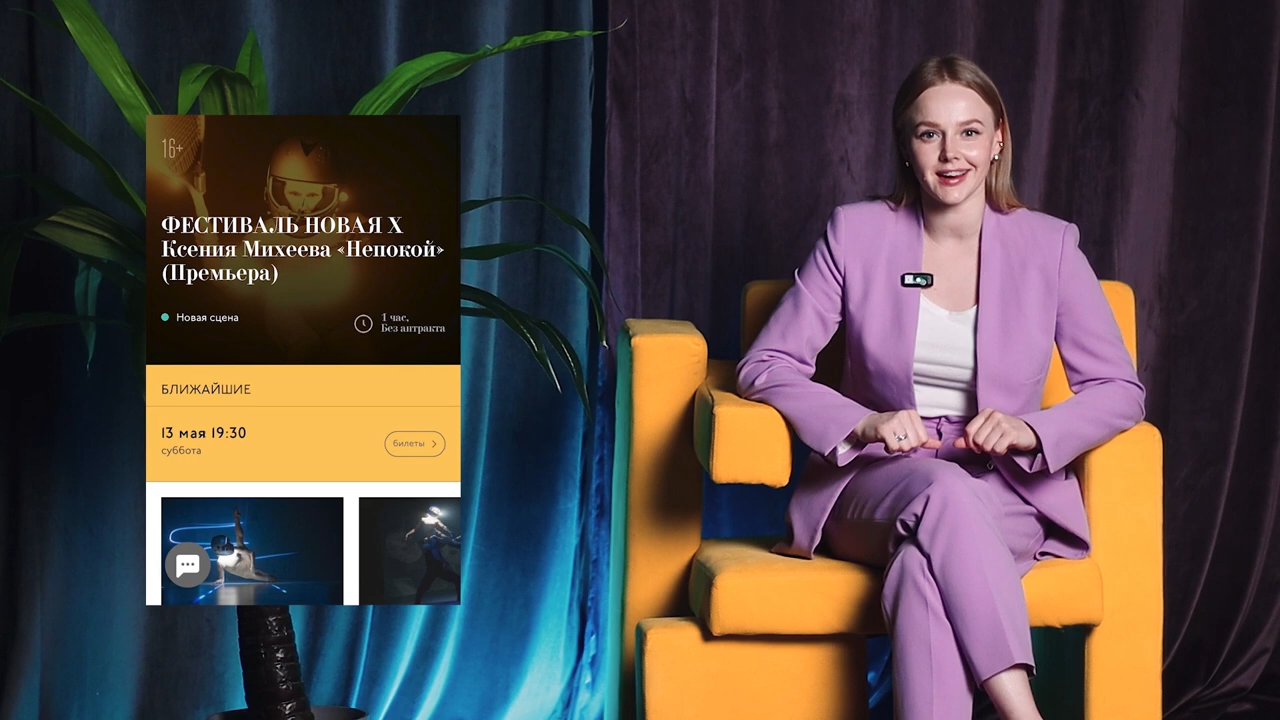 16+
ФЕСТИВАЛЬ НОВАЯ Х
Ксения Михеева «Непокой»
(Премьера)
Новая сцена
1 час,
Без антракта
БЛИЖАЙШИЕ
13 мая 19:30
суббота
билеты